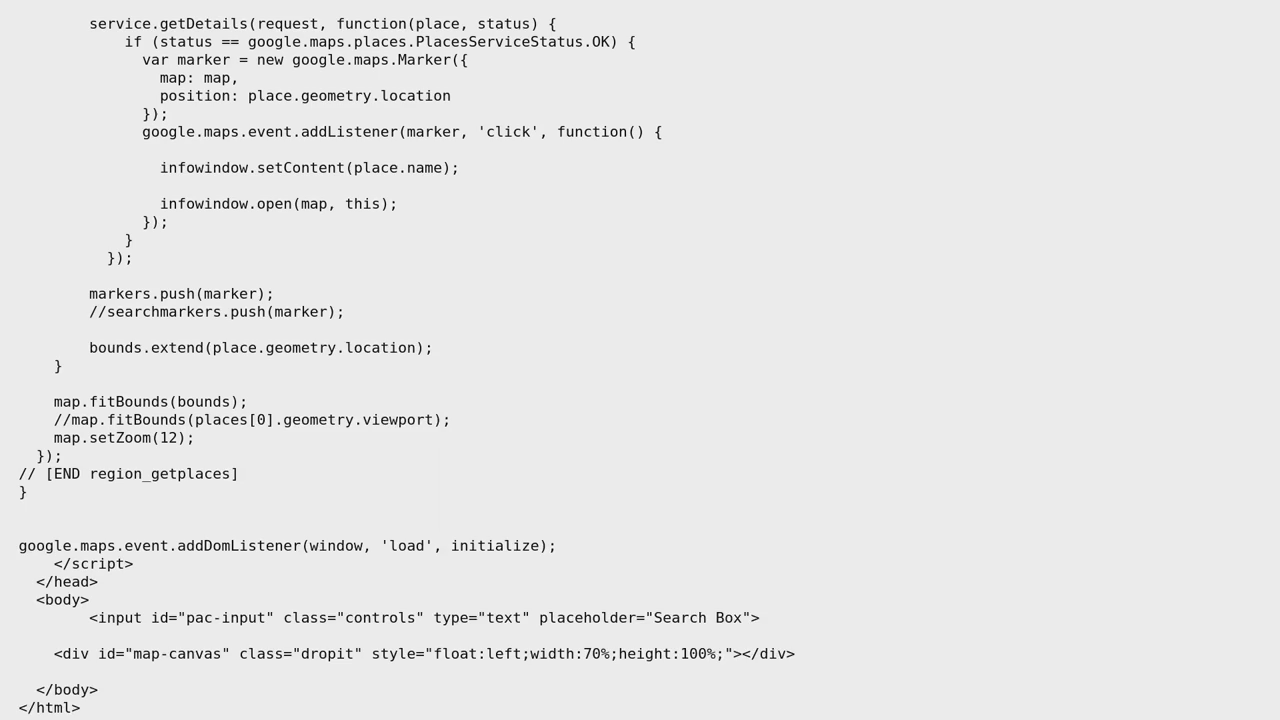 service.getDetails(request, function(place, status) {
if (status == google.maps.places.PlacesServiceStatus.OK) {
var marker = new google.maps.Marker({
map: map,
position: place.geometry.location
});
google.maps.event.addListener(marker, 'click', function() {
infowindow.setContent(place.name);
infowindow.open(map, this);
});
}
});
markers.push(marker);
//searchmarkers.push(marker);
bounds.extend(place.geometry.location);
}
map.fitBounds(bounds);
//map.fitBounds(places[0].geometry.viewport);
map.setZoom(12);
});
// [END region_getplaces]
}
google.maps.event.addDomListener(window, 'load', initialize);
</script>
</head>
<body>
<input id="pac-input" class="controls" type="text" placeholder="Search Box">
<div id="map-canvas" class="dropit" style="float:left;width:70%;height:100%;"></div>
</body>
</html>